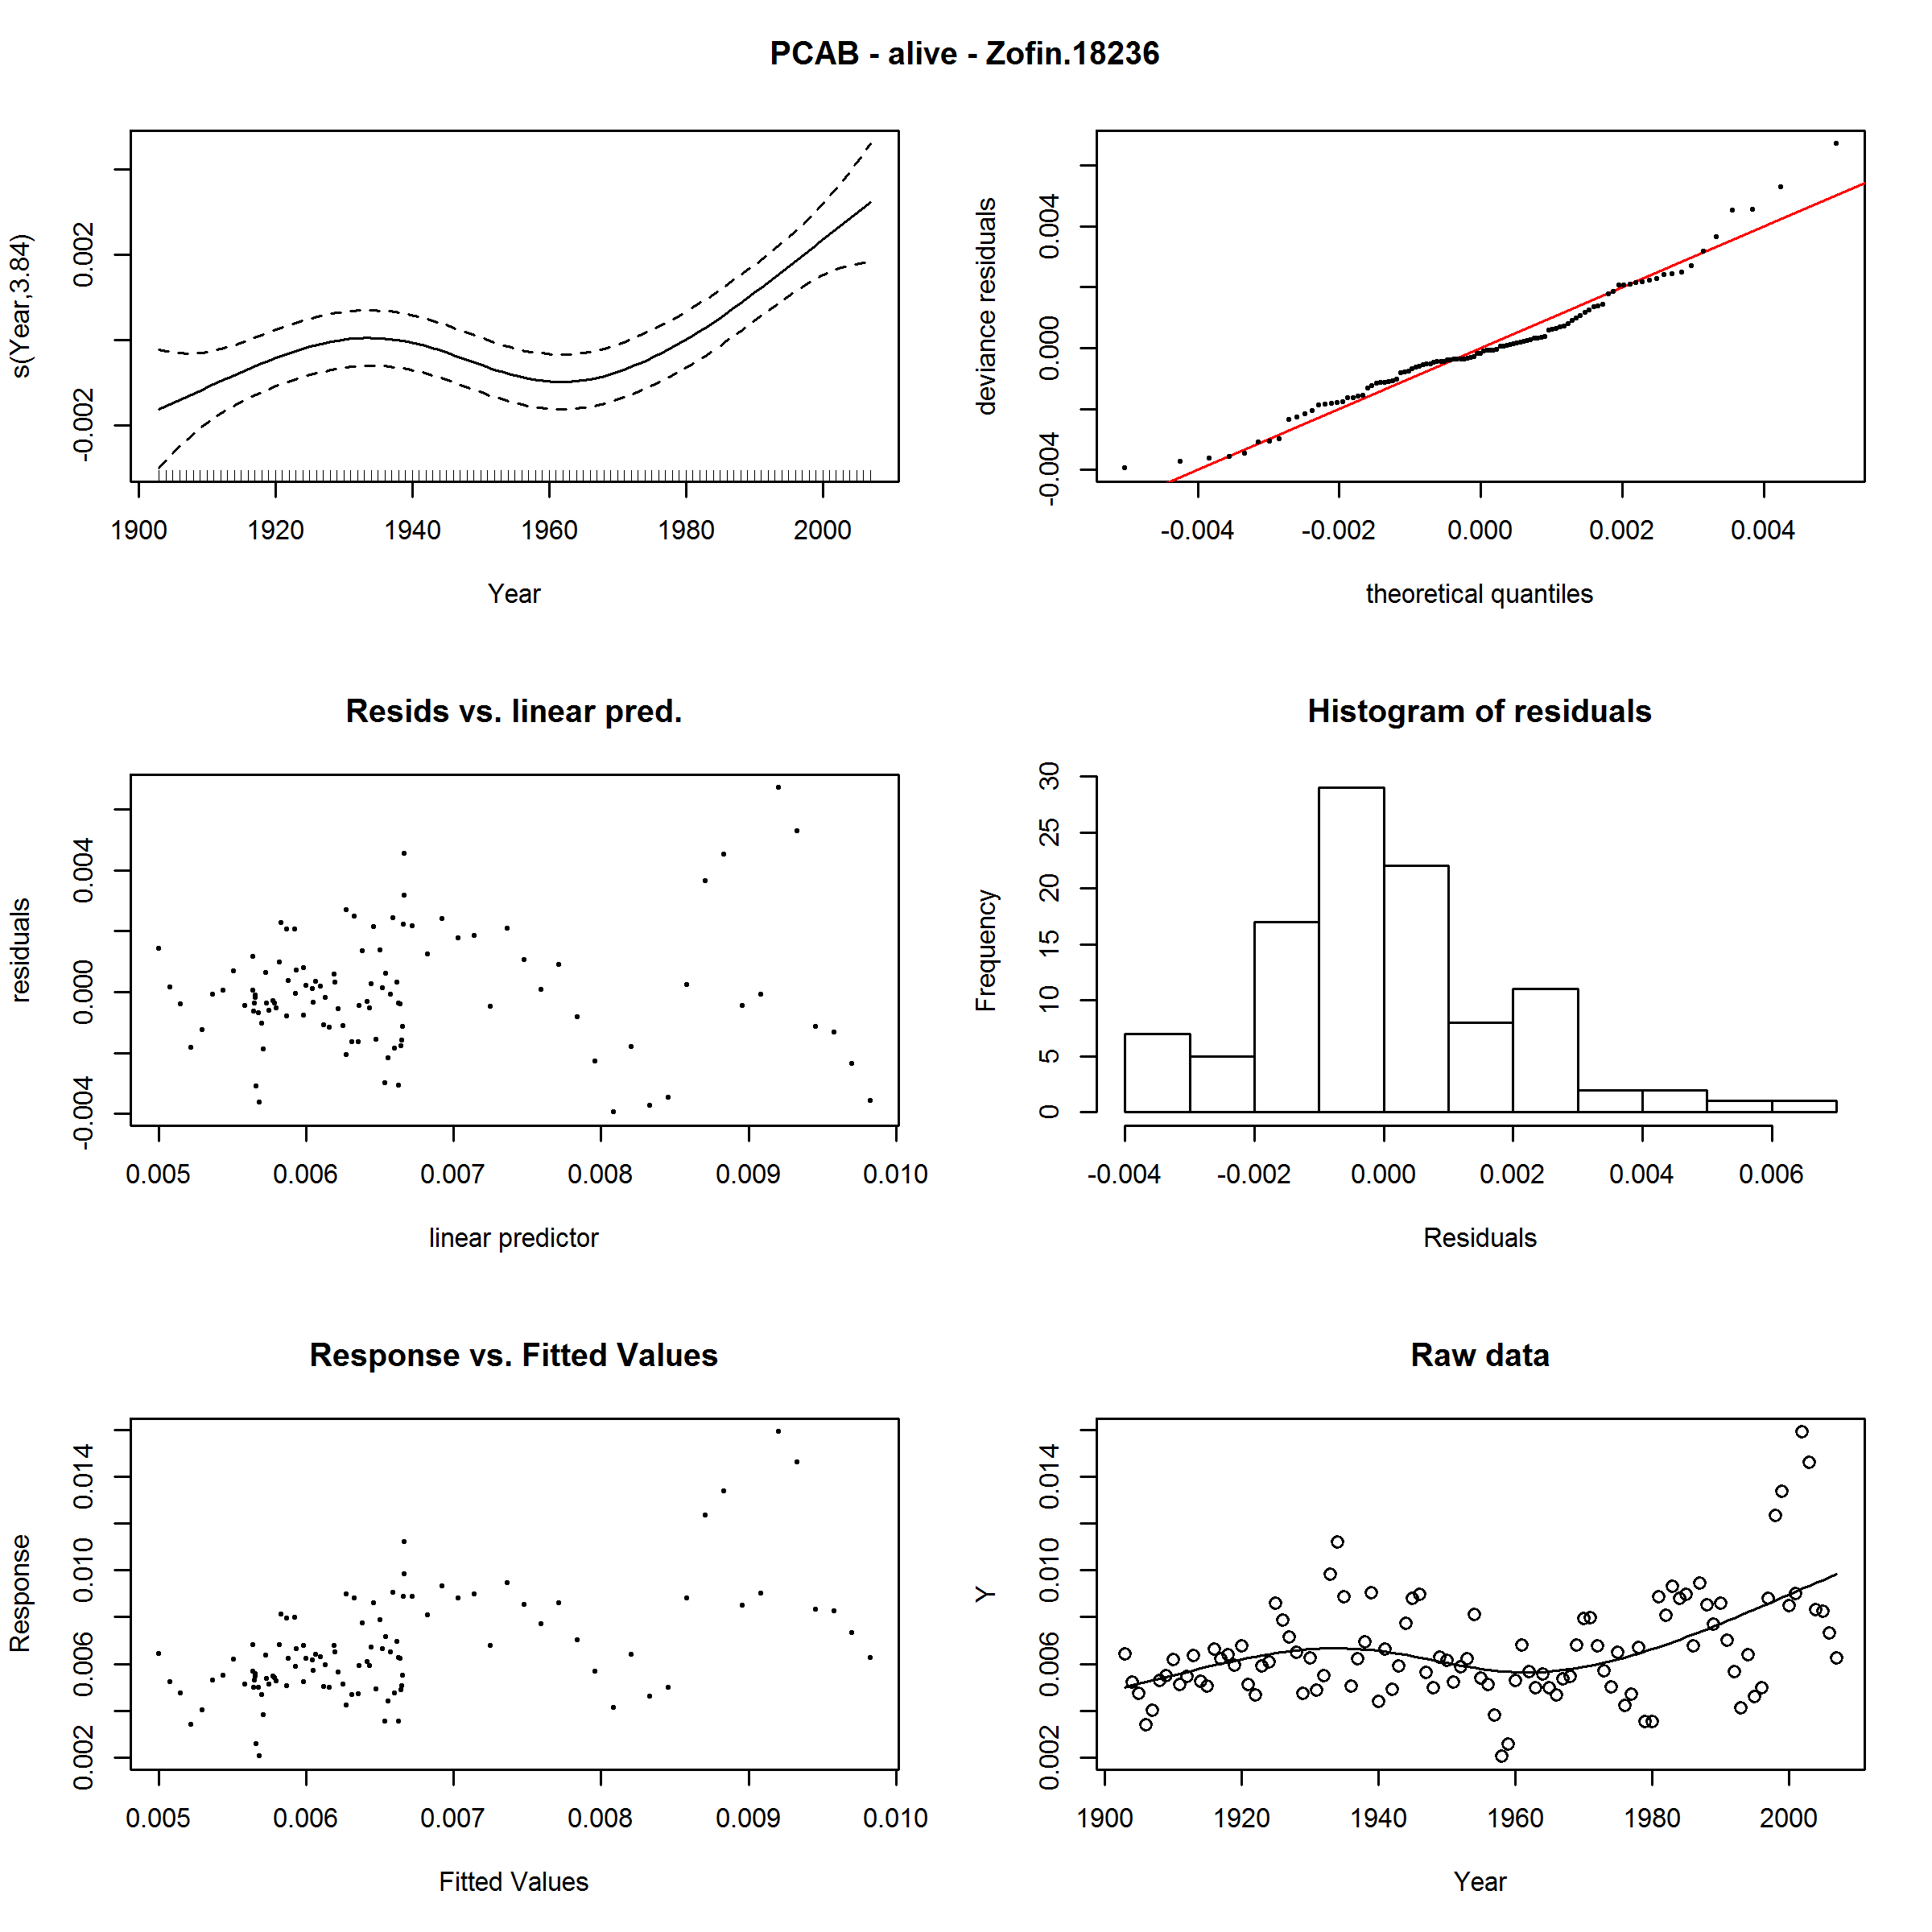 PCAB - alive - Zofin.18236
s(Year,3.84)
-0.002 0.002
1900 1920 1940 1960 1980 2000
Year
deviance residuals
-0.004 0.000 0.004
-0.004 -0.002 0.000 0.002 0.004
theoretical quantiles
Resids vs. linear pred.
residuals
-0.004 0.000 0.004
0.005 0.006 0.007 0.008 0.009 0.010
linear predictor
Histogram of residuals
Frequency
0 5 10 15 20 25 30
-0.004 -0.002 0.000 0.002 0.004 0.006
Residuals
Response vs. Fitted Values
Response
0.002 0.006 0.010 0.014
0.005 0.006 0.007 0.008 0.009 0.010
Fitted Values
Raw data
Y
0.002 0.006 0.010 0.014
1900 1920 1940 1960 1980 2000
Year